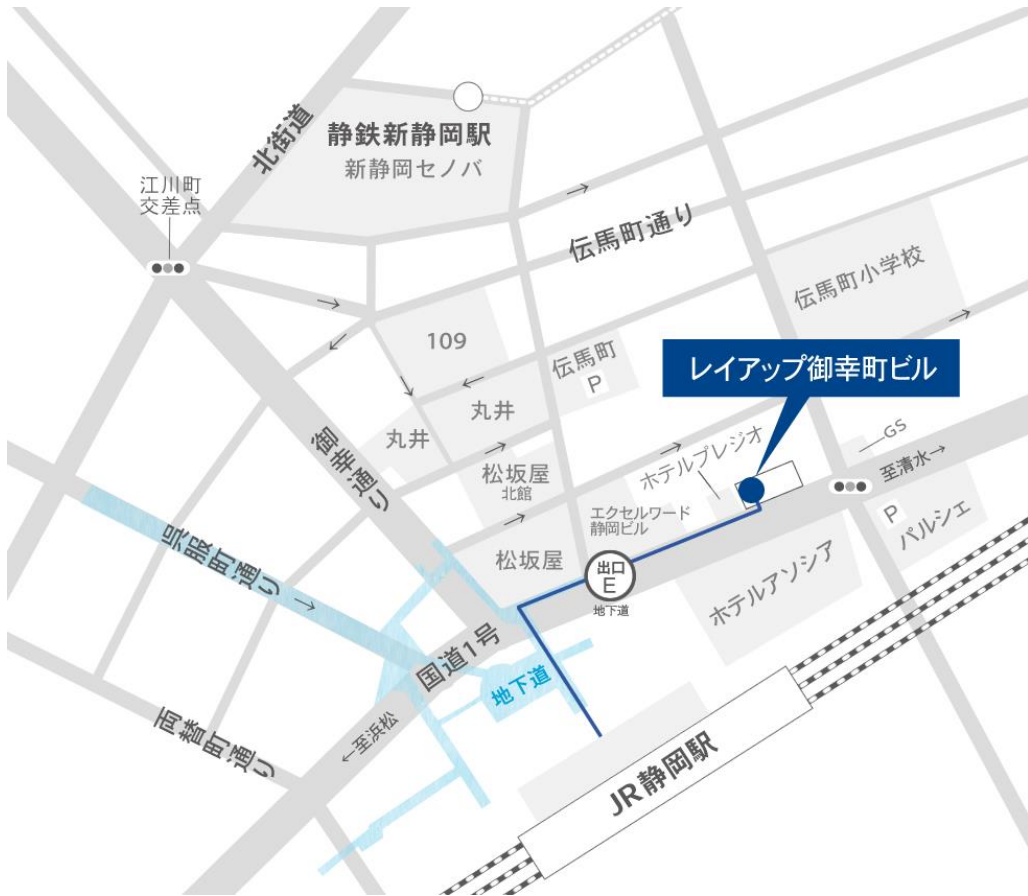 北街道
静鉄新静岡駅
新静岡セノバ
江川町
交差点
→
伝馬町通り
伝馬町小学校
→
→
←
109
伝馬町
P
レイアップ御幸町ビル
→
↓
←
丸井
丸井
御幸通り
→
松坂屋
北館
→
ホテルプレジオ
GS
至清水→
エクセルワード
静岡ビル
P
パルシェ
呉服町通り
→
→
松坂屋
出口
E
地下道
ホテルアソシア
国道1号
地下道
両替町通り
←至浜松
JR静岡駅